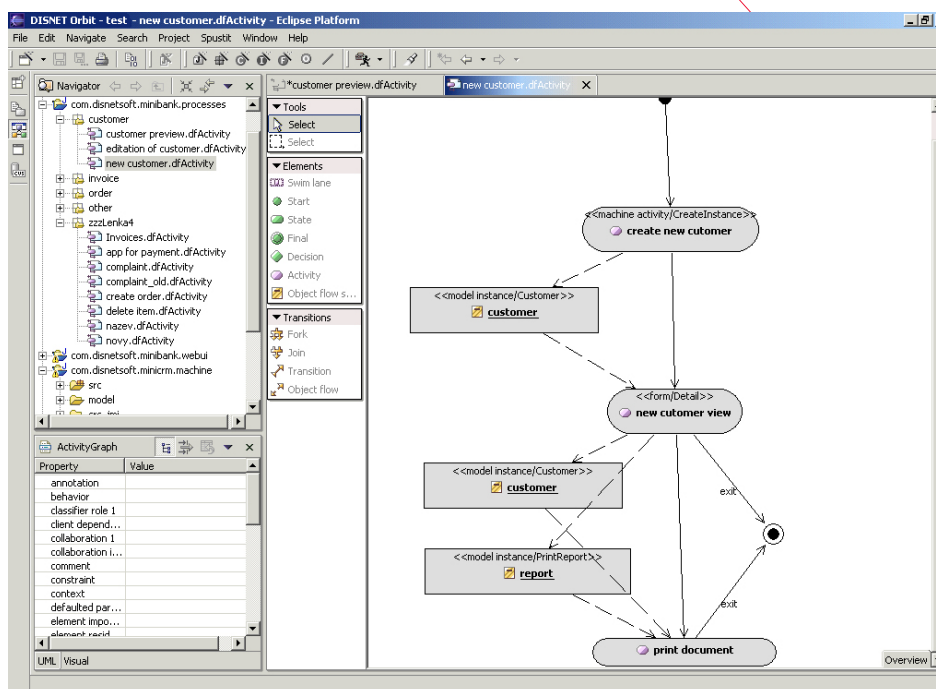 DISNET Orbit - test - new customer.dfActivity - Eclipse Platform
File Edit Navigate Search Project Spustit Window Help
Navigator
com.disnetsoft.minibank.processes
customer
customer preview.dfActivity
editation of customer.dfActivity
new customer.dfActivity
invoice
order
other
zzzLenka4
Invoices.dfActivity
app for payment.dfActivity
complaint.dfActivity
complaint_old.dfActivity
create order.dfActivity
delete item.dfActivity
nazev.dfActivity
novy.dfActivity
com.disnetsoft.minibank.webui
com.disnetsoft.minicrm.machine
src
model
ActivityGraph
Property Value
annotation
behavior
classifier role 1
client depend...
collaboration 1
collaboration i...
comment
constraint
context
defaulted par...
element impo...
element resid
UML Visual
*customer preview.dfActivity
new customer.dfActivity
Tools
Select
Select
Elements
Swim lane
Start
State
Final
Decision
Activity
Object flow s...
Transitions
Fork
Join
Transition
Object flow
<<machine activity/CreateInstance>>
create new cutomer
<<model instance/Customer>>
customer
<<form/Detail>>
new cutomer view
<<model instance/Customer>>
customer
exit
<<model instance/PrintReport>>
report
exit
print document
Overview